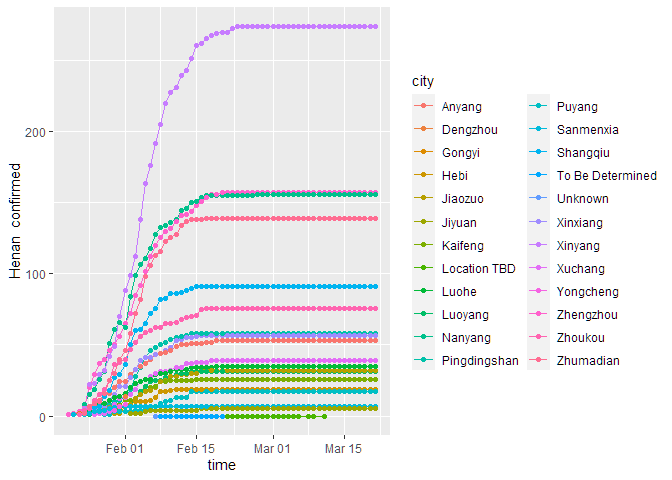 Henan confirmed
200
100
0
Feb 01
Feb 15
Mar 01
Mar 15
time
city
Anyang
Dengzhou
Gongyi
Hebi
Jiaozuo
Jiyuan
Kaifeng
Location TBD
Luohe
Luoyang
Nanyang
Pingdingshan
Puyang
Sanmenxia
Shangqiu
To Be Determined
Unknown
Xinxiang
Xinyang
Xuchang
Yongcheng
Zhengzhou
Zhoukou
Zhumadian